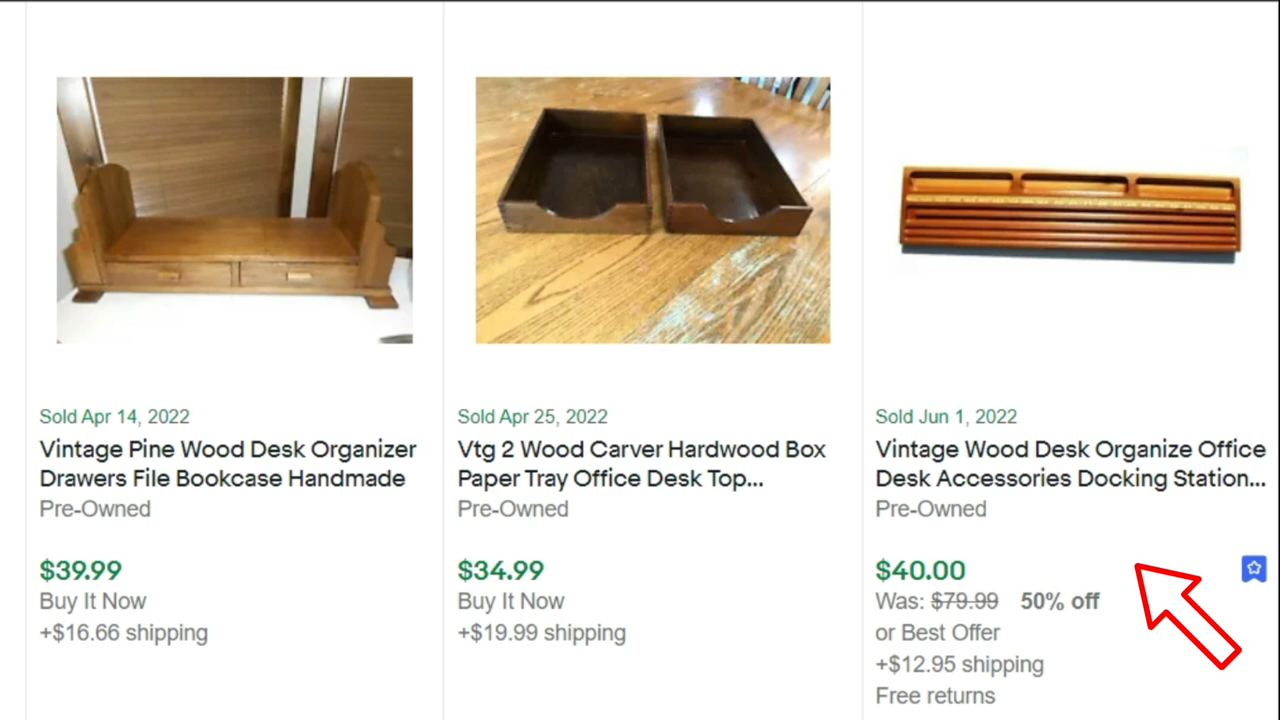 Sold Apr 14, 2022
Vintage Pine Wood Desk Organizer
Drawers File Bookcase Handmade
Pre-Owned
$39.99
Buy It Now
+$16.66 shipping
Sold Apr 25, 2022
Vtg 2 Wood Carver Hardwood Box
Paper Tray Office Desk Top...
Pre-Owned
$34.99
Buy It Now
+$19.99 shipping
Sold Jun 1, 2022
Vintage Wood Desk Organize Office
Desk Accessories Docking Station...
Pre-Owned
$40.00
Was: $79.99 50% off
or Best Offer
+$12.95 shipping
Free returns